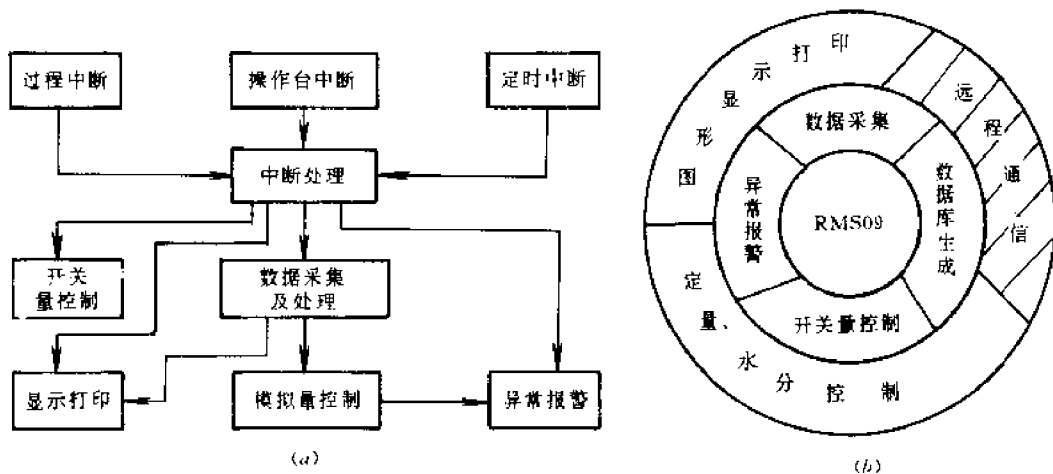 过程中断
操作台中断
定时中断
中断处理
开关
量控制
数据采集
及处理
显示打印
模拟量控制
异常报警
(a)
图形显示打印
远程通信
数据采集
异常报警
数据库生成
RMS09
开关量控制
定量、水分控制
(b)